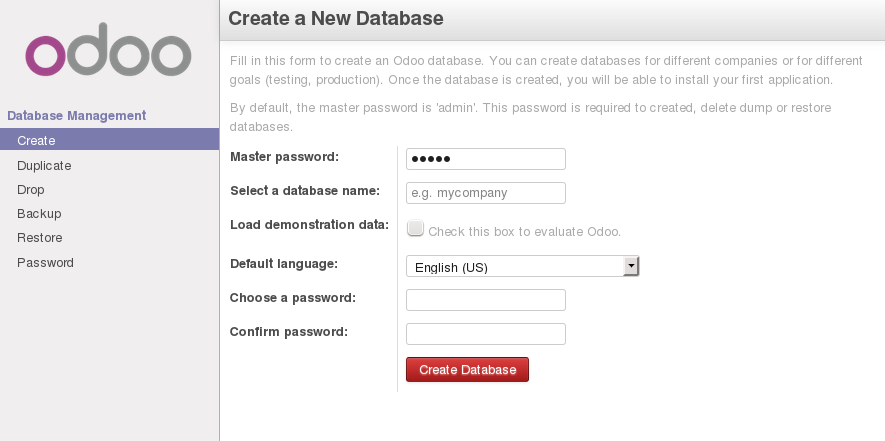 odoo
Database Management
Create
Duplicate
Drop
Backup
Restore
Password
Create a New Database
Fill in this form to create an Odoo database. You can create databases for different companies or for different
goals (testing, production). Once the database is created, you will be able to install your first application.
By default, the master password is 'admin'. This password is required to created, delete dump or restore
databases.
Master password: •••••
Select a database name: e.g. mycompany
Load demonstration data: Check this box to evaluate Odoo.
Default language: English (US)
Choose a password:
Confirm password:
Create Database